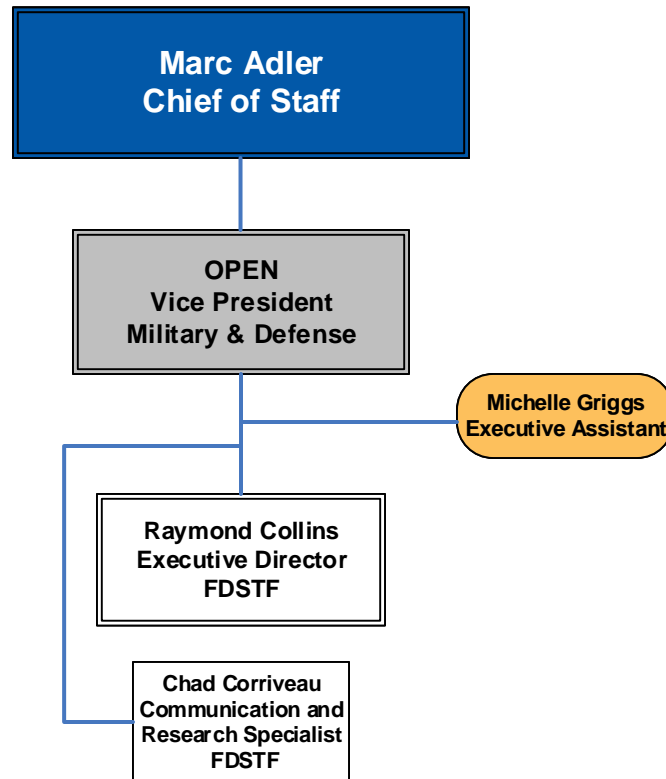 Marc Adler
Chief of Staff
OPEN
Vice President
Military & Defense
Michelle Griggs
Executive Assistant
Raymond Collins
Executive Director
FDSTF
Chad Corriveau
Communication and
Research Specialist
FDSTF